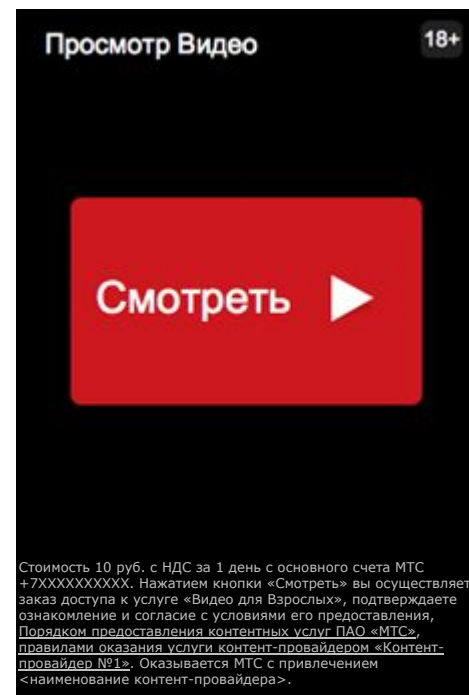 Просмотр Видео
18+
Смотреть
Стоимость 10 руб. с НДС за 1 день с основного счета МТС
+7XXXXXXXXXX. Нажатием кнопки «Смотреть» вы осуществляет
заказ доступа к услуге «Видео для Взрослых», подтверждаете
ознакомление и согласие с условиями его предоставления,
Порядком предоставления контентных услуг ПАО «МТС»,
правилами оказания услуги контент-провайдером «Контент-
провайдер №1». Оказывается МТС с привлечением
<наименование контент-провайдера>.